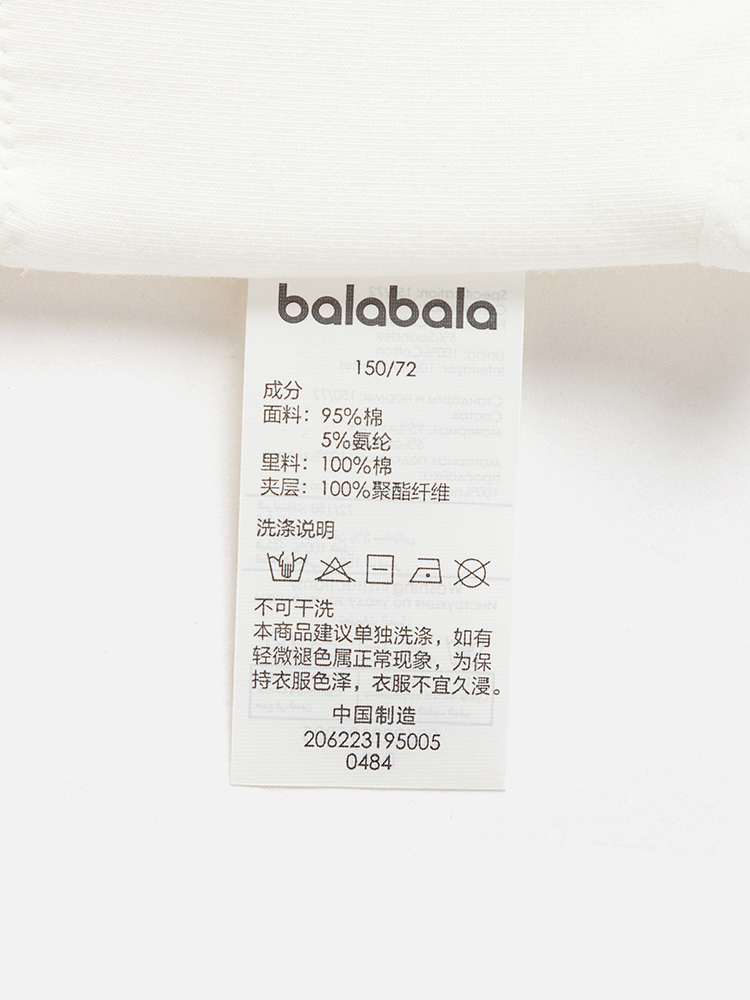 balabala
150/72
成分
面料：95%棉
5%氨纶
里料：100%棉
夹层：100%聚酯纤维
洗涤说明
不可干洗
本商品建议单独洗涤，如有
轻微褪色属正常现象，为保
持衣服色泽，衣服不宜久浸。
中国制造
206223195005
0484